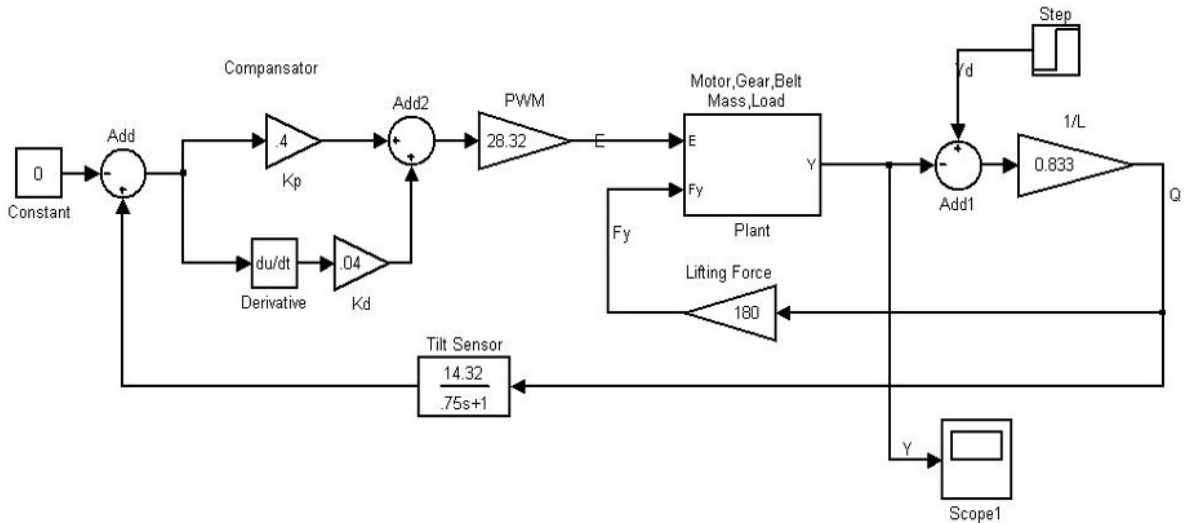 Step
Compansator
Motor,Gear,Belt
Mass,Load
Yd
Add2
PWM
1/L
Add
.4
28.32
E
E
Y
0.833
0
Kp
Fy
Add1
Q
Constant
Plant
Fy
du/dt
.04
Lifting Force
Derivative
Kd
180
Tilt Sensor
14.32
.75s+1
Y
Scope1